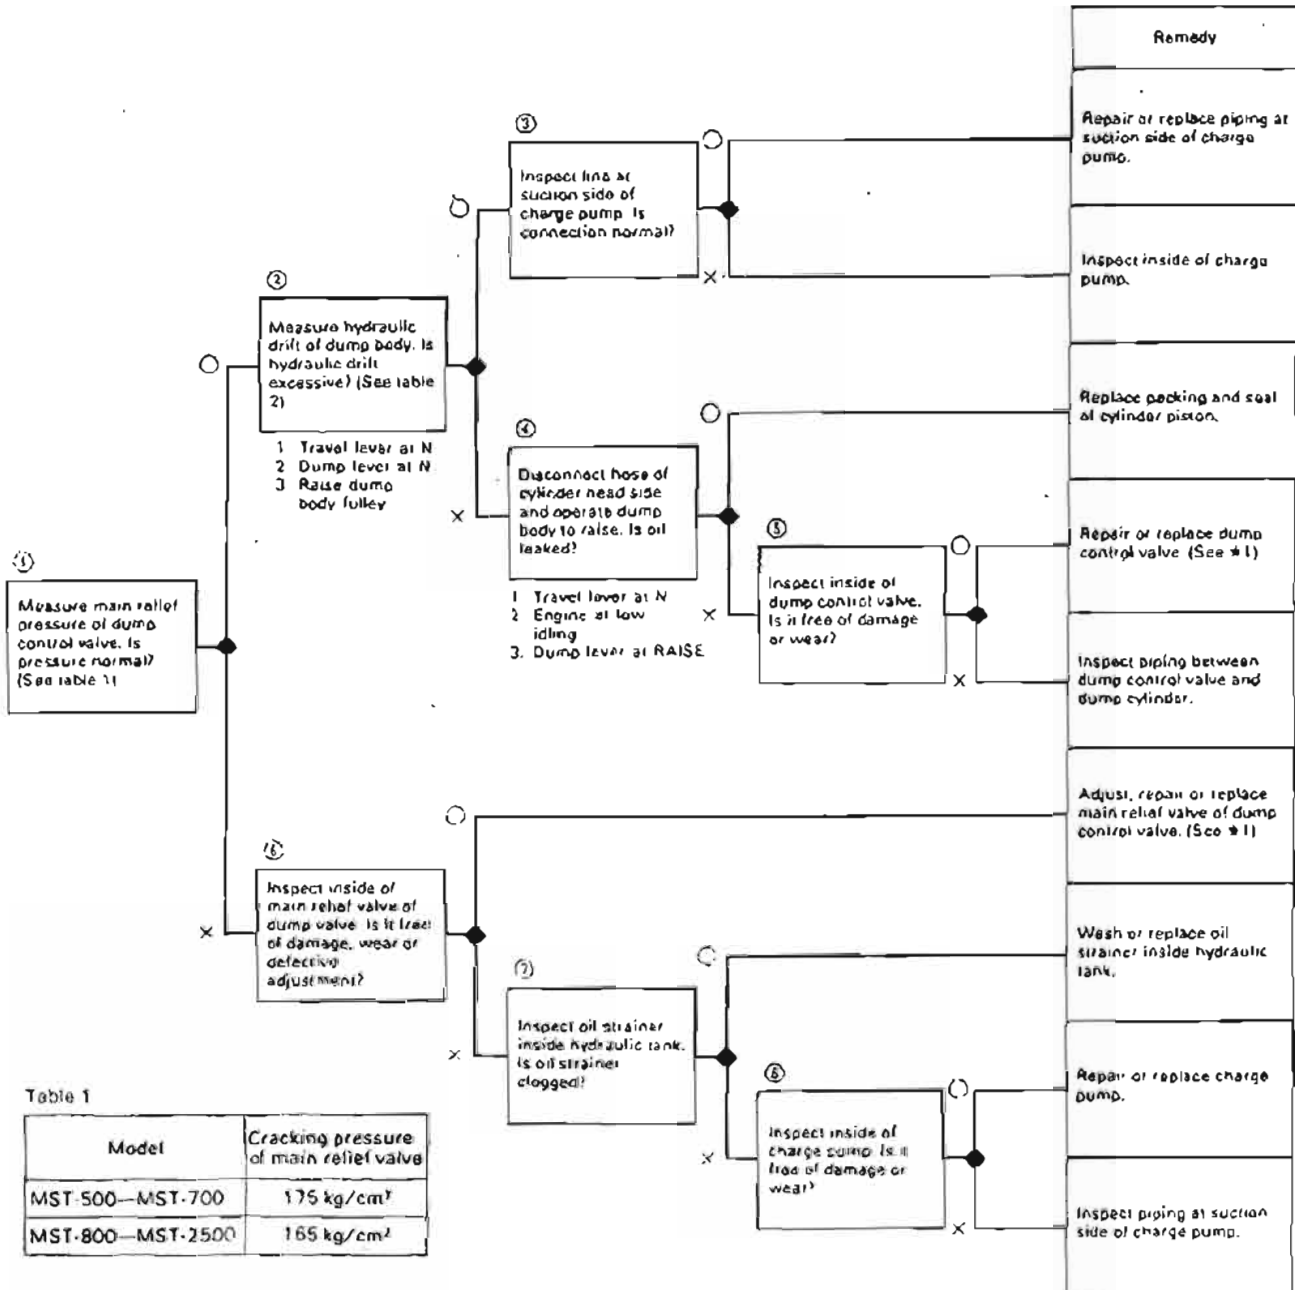 Remedy
③
Repair or replace piping at
suction side of charge
pump.
Inspect line at
suction side of
charge pump. Is
connection normal?
Inspect inside of charge
pump.
②
Measure hydraulic
drift of dump body. Is
hydraulic drift
excessive) (See table
2)
1 Travel lever at N
2 Dump lever at N
3 Raise dump
body fulley
Replace packing and seal
of cylinder piston.
④
Disconnect hose of
cylinder head side
and operate dump
body to raise. Is oil
leaked?
1 Travel lever at N
2 Engine at low
idling
3. Dump lever at RAISE
⑤
Inspect inside of
dump control valve.
Is it free of damage
or wear?
Repair or replace dump
control valve (See *1)
①
Measure main relief
pressure of dump
control valve. Is
pressure normal?
(See table 1)
Inspect piping between
dump control valve and
dump cylinder.
Adjust, repair or replace
main relief valve of dump
control valve. (See *1)
⑥
Inspect inside of
main relief valve of
dump valve. Is it free
of damage, wear or
defective
adjustment?
Wash or replace oil
strainer inside hydraulic
tank.
⑦
Inspect oil strainer
inside hydraulic tank.
Is oil strainer
clogged?
Repair or replace charge
pump.
⑧
Inspect inside of
charge pump. Is it
free of damage or
wear?
Inspect piping at suction
side of charge pump.
Table 1
Model Cracking pressure
of main relief valve
MST-500—MST-700 175 kg/cm²
MST-800—MST-2500 165 kg/cm²